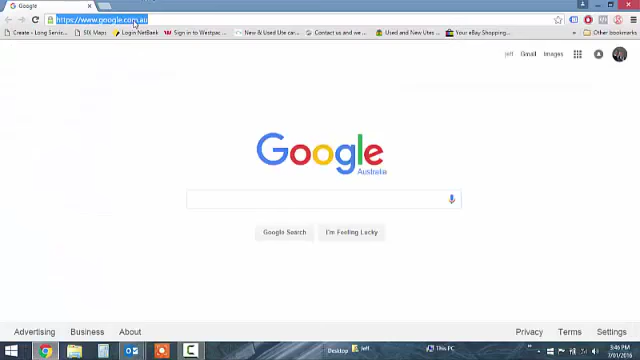 Google
https://www.google.com.au
Create › Long Servic...
SIX Maps
Login NetBank
Sign in to Westpac ...
New & Used Ute car...
Contact us and we ...
Used and New Utes ...
Your eBay Shopping...
Other bookmarks
jeff
Gmail
Images
Google
Australia
Google Search
I'm Feeling Lucky
Advertising
Business
About
Privacy
Terms
Settings
Desktop
Jeff
This PC
3:46 PM
7/01/2016